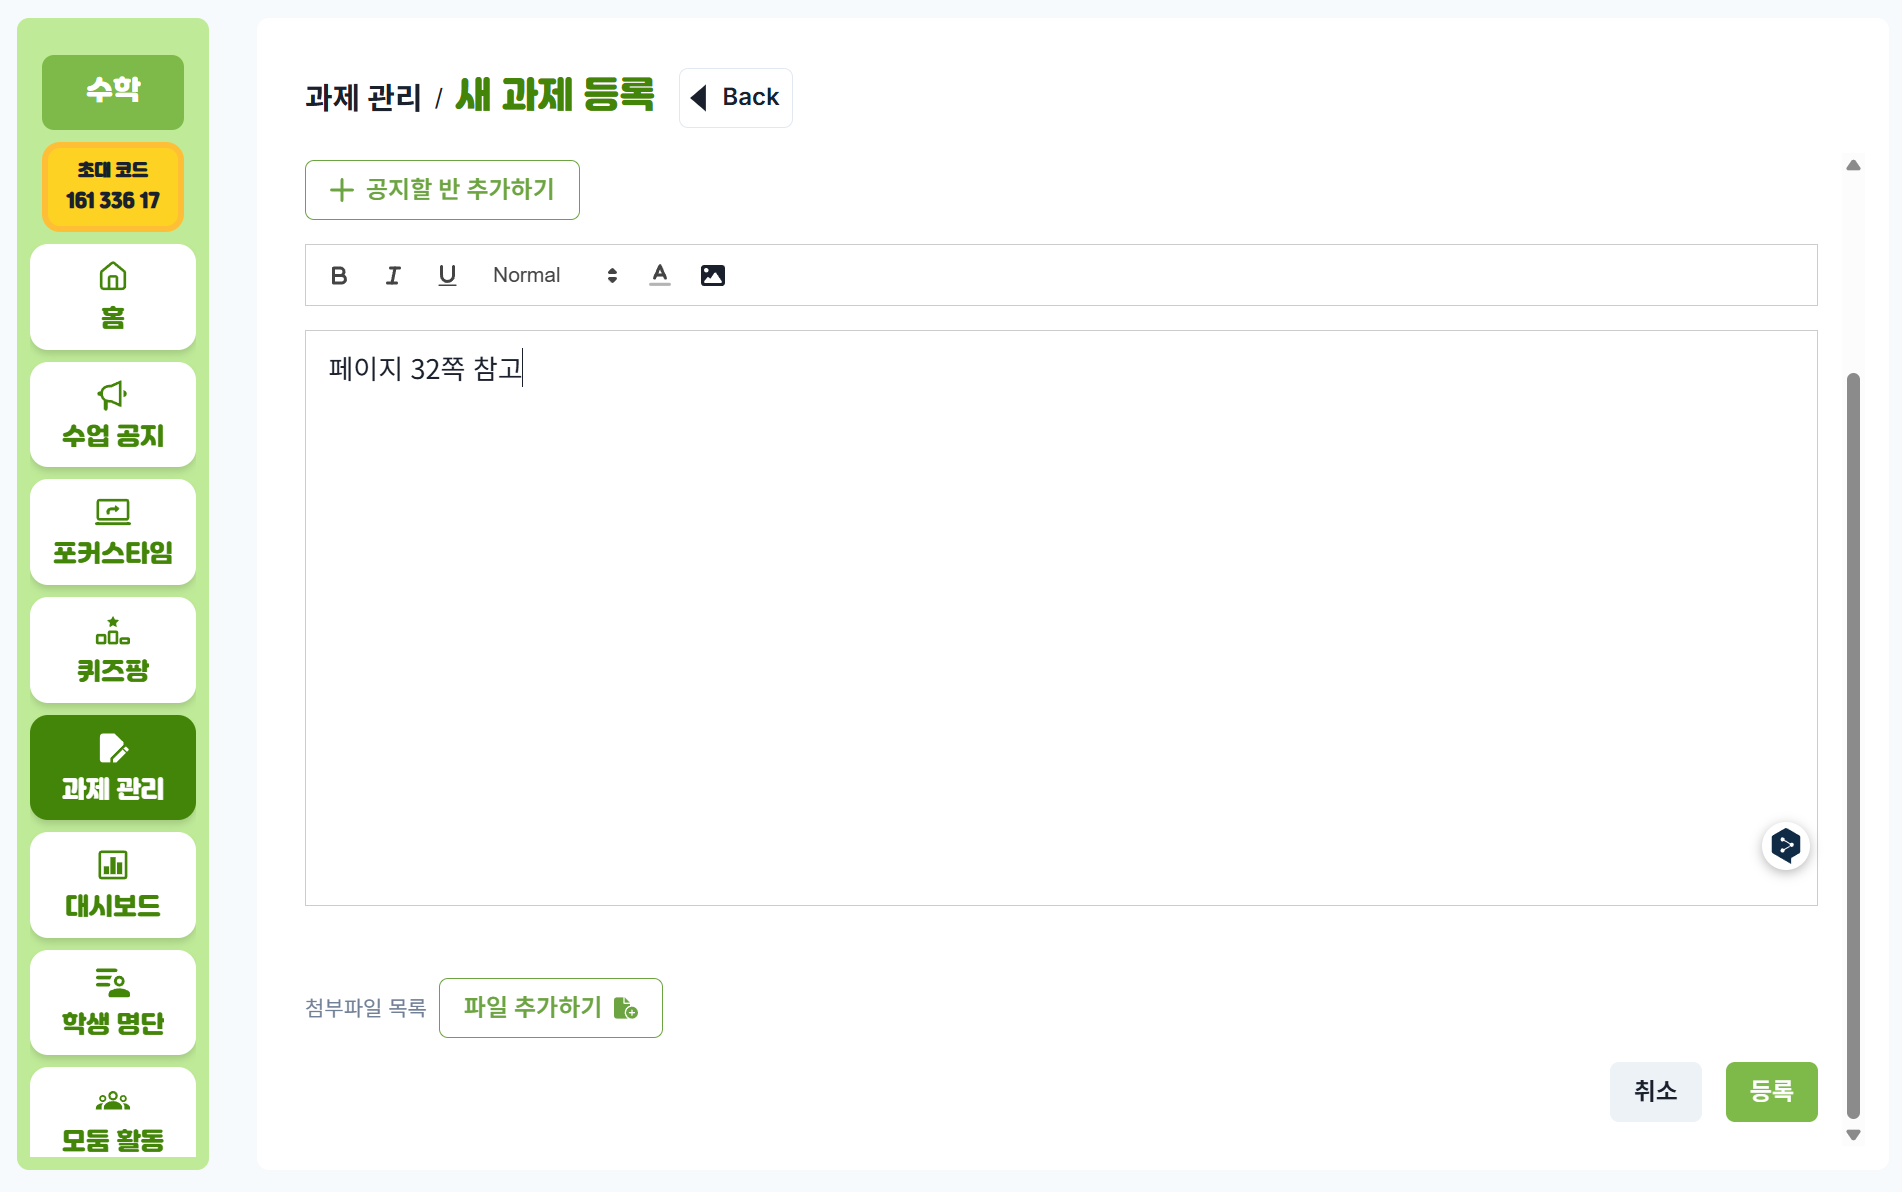 수학
초대 코드
161 336 17
홈
수업 공지
포커스타임
퀴즈팡
과제 관리
대시보드
학생 명단
모둠 활동
과제 관리 / 새 과제 등록
Back
공지할 반 추가하기
B I U Normal A
페이지 32쪽 참고
첨부파일 목록
파일 추가하기
취소
등록